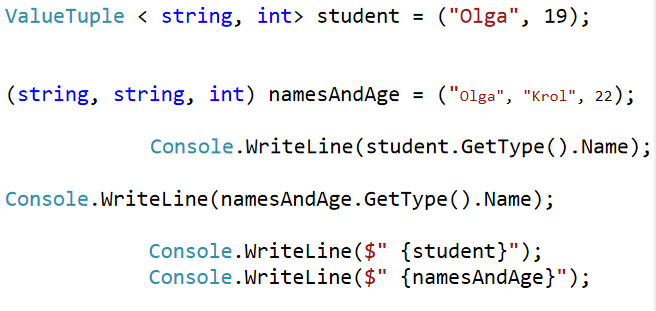 ValueTuple < string, int> student = ("Olga", 19);
(string, string, int) namesAndAge = ("Olga", "Krol", 22);
Console.WriteLine(student.GetType().Name);
Console.WriteLine(namesAndAge.GetType().Name);
Console.WriteLine($" {student}");
Console.WriteLine($" {namesAndAge}");